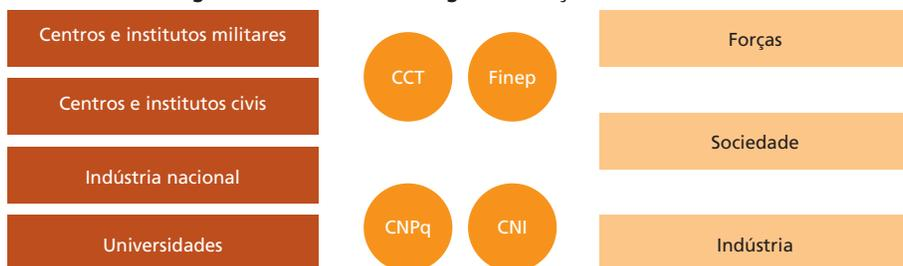 Centros e institutos militares
Centros e institutos civis
Indústria nacional
Universidades
CCT
Finep
CNPq
CNI
Forças
Sociedade
Indústria